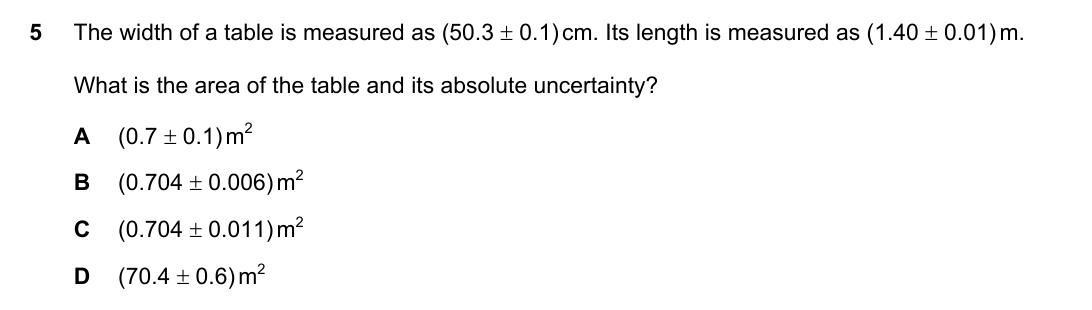 5 The width of a table is measured as (50.3 ± 0.1) cm. Its length is measured as (1.40 ± 0.01) m.
What is the area of the table and its absolute uncertainty?
A (0.7 ± 0.1) m²
B (0.704 ± 0.006) m²
C (0.704 ± 0.011) m²
D (70.4 ± 0.6) m²